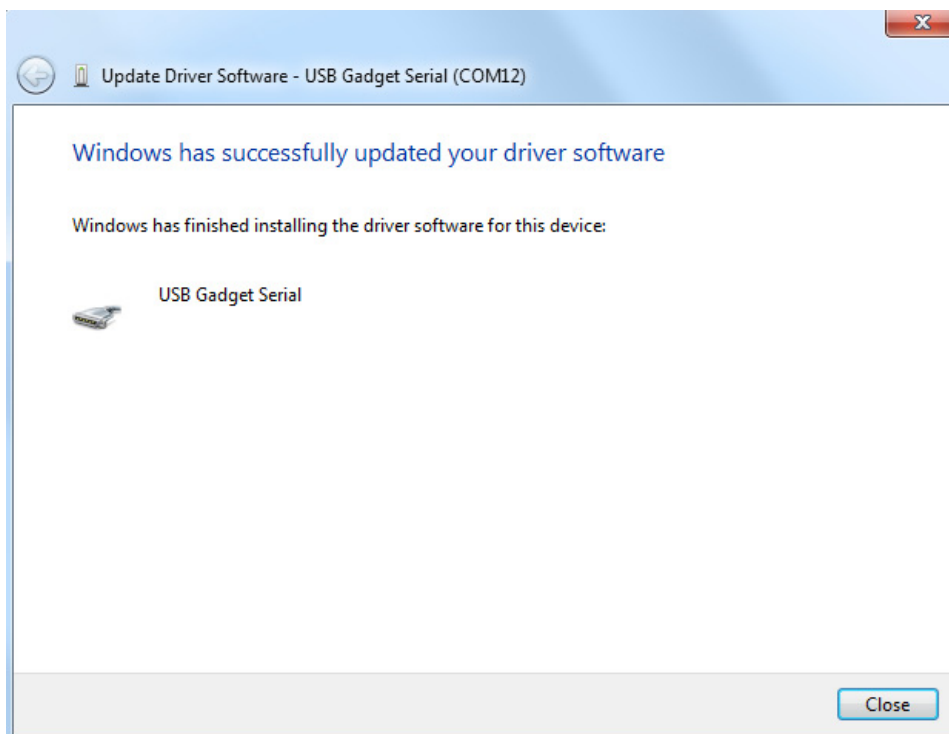 Update Driver Software - USB Gadget Serial (COM12)
Windows has successfully updated your driver software
Windows has finished installing the driver software for this device:
USB Gadget Serial
Close